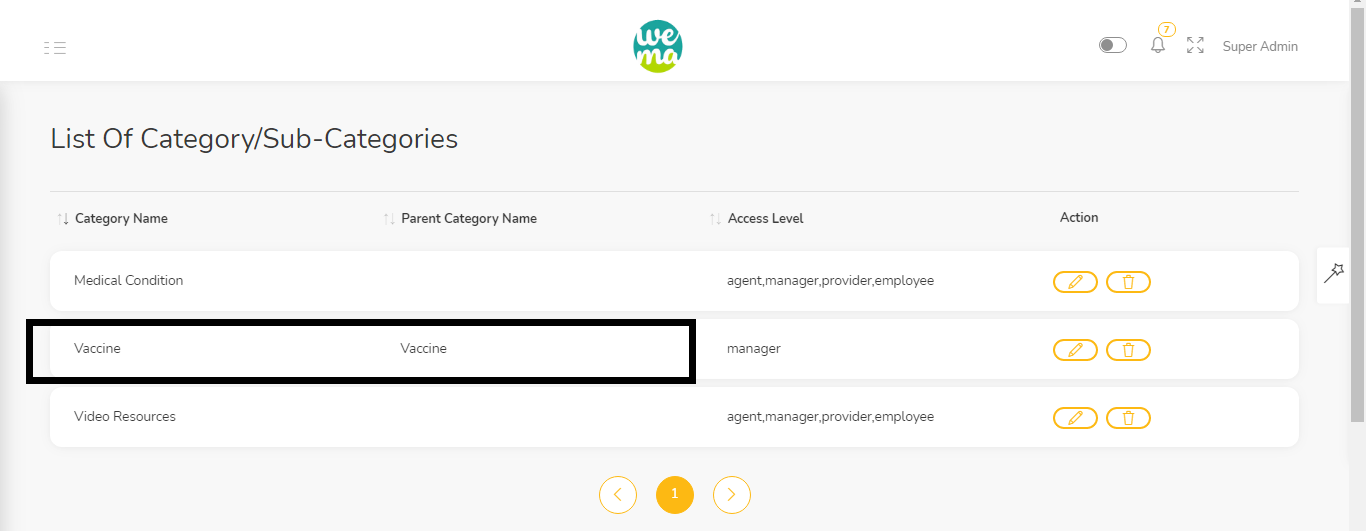 we
ma
7
Super Admin
List Of Category/Sub-Categories
Category Name Parent Category Name Access Level Action
Medical Condition agent,manager,provider,employee
Vaccine Vaccine manager
Video Resources agent,manager,provider,employee
1